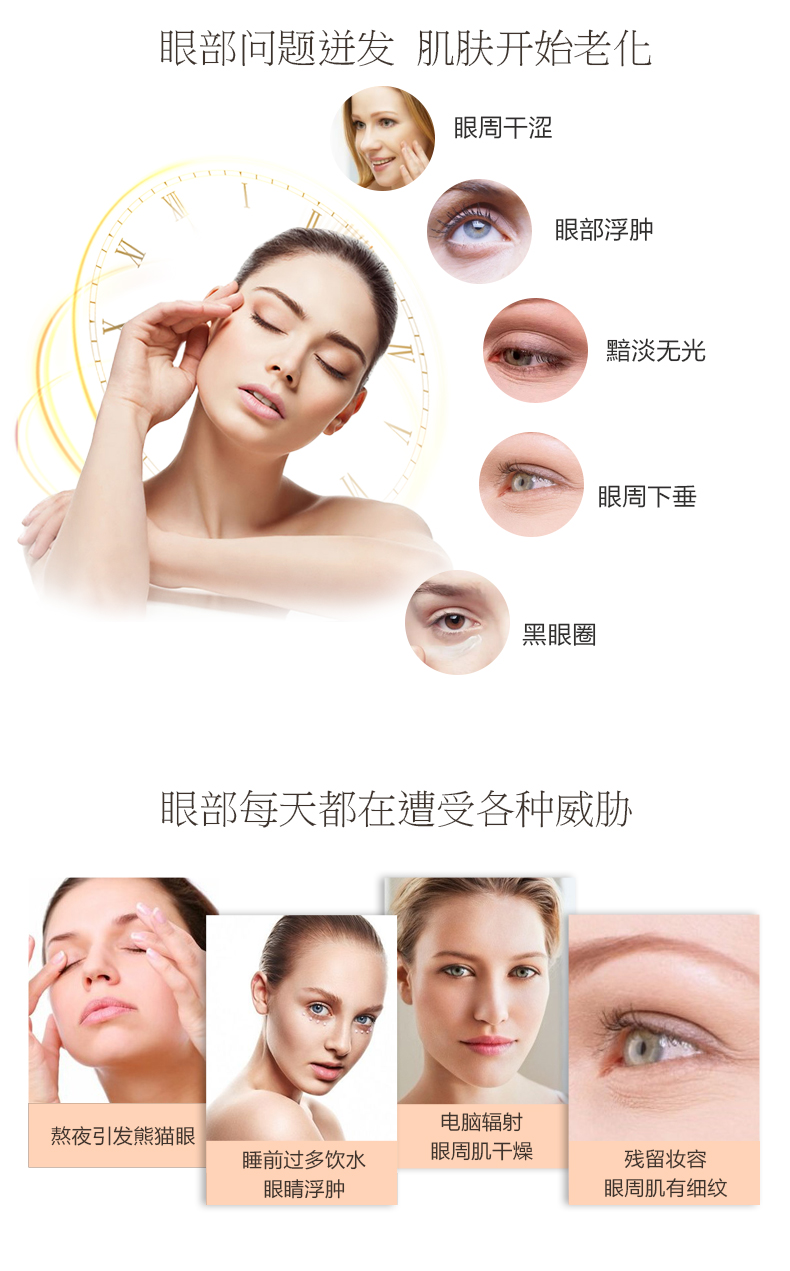 眼部问题迸发 肌肤开始老化
眼周干涩
眼部浮肿
黯淡无光
眼周下垂
黑眼圈
眼部每天都在遭受各种威胁
熬夜引发熊猫眼
睡前过多饮水
眼睛浮肿
电脑辐射
眼周肌干燥
残留妆容
眼周肌有细纹